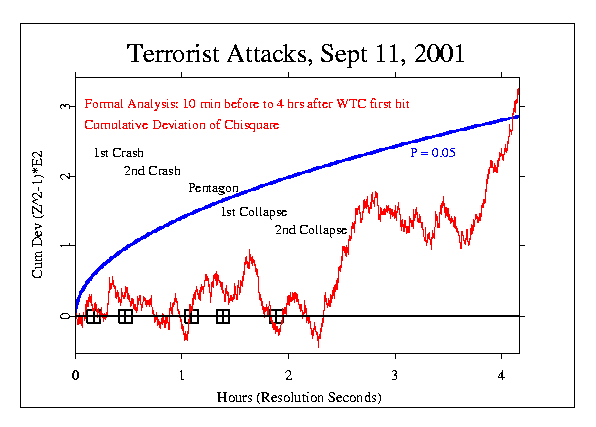 Terrorist Attacks, Sept 11, 2001
Formal Analysis: 10 min before to 4 hrs after WTC first hit
Cumulative Deviation of Chisquare
1st Crash
P = 0.05
2nd Crash
Pentagon
1st Collapse
2nd Collapse
Cum Dev (Z^2-1)*E2
3
2
1
0
0 1 2 3 4
Hours (Resolution Seconds)